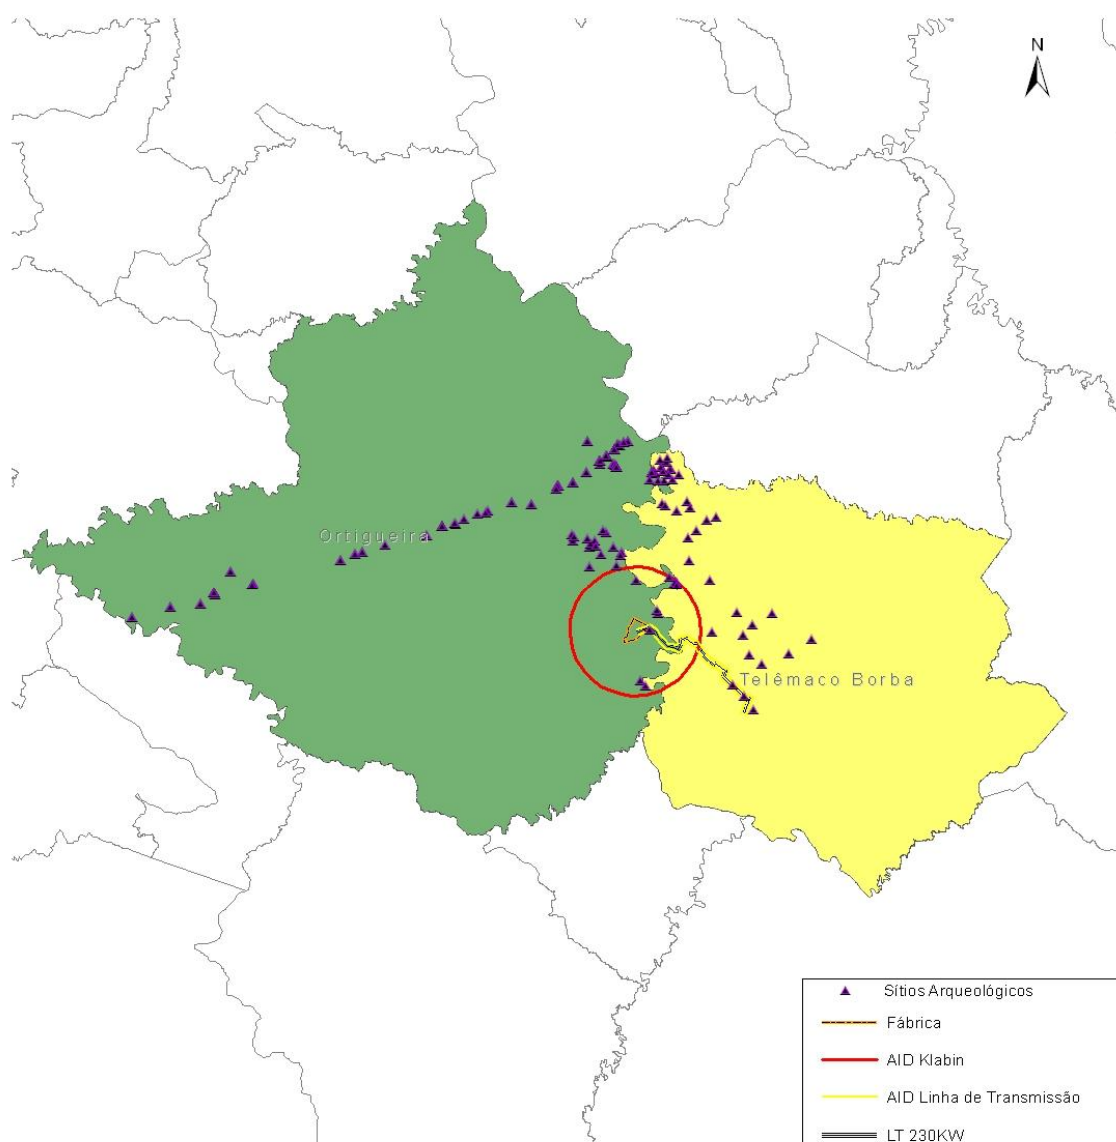 N
Ortigueira
Telêmaco Borba
Sítios Arqueológicos
Fábrica
AID Klabin
AID Linha de Transmissão
LT 230KW